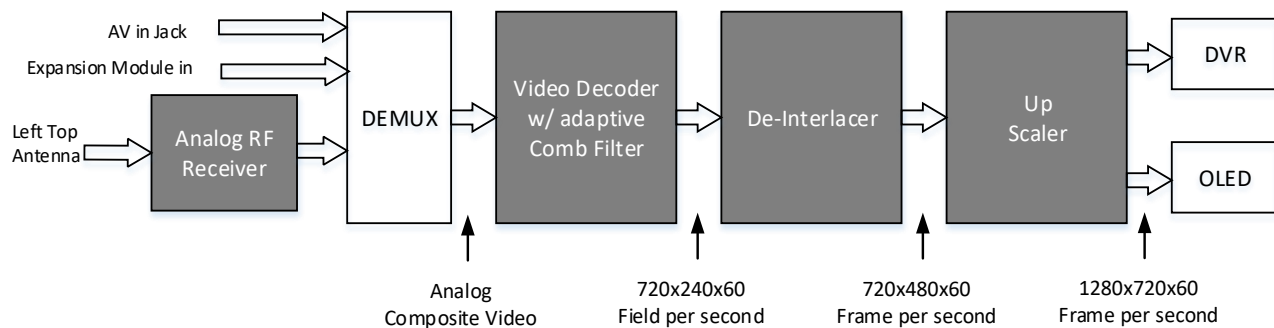 AV in Jack
Expansion Module in
Left Top
Antenna
Analog RF
Receiver
DEMUX
Video Decoder
w/ adaptive
Comb Filter
De-Interlacer
Up
Scaler
DVR
OLED
Analog
Composite Video
720x240x60
Field per second
720x480x60
Frame per second
1280x720x60
Frame per second